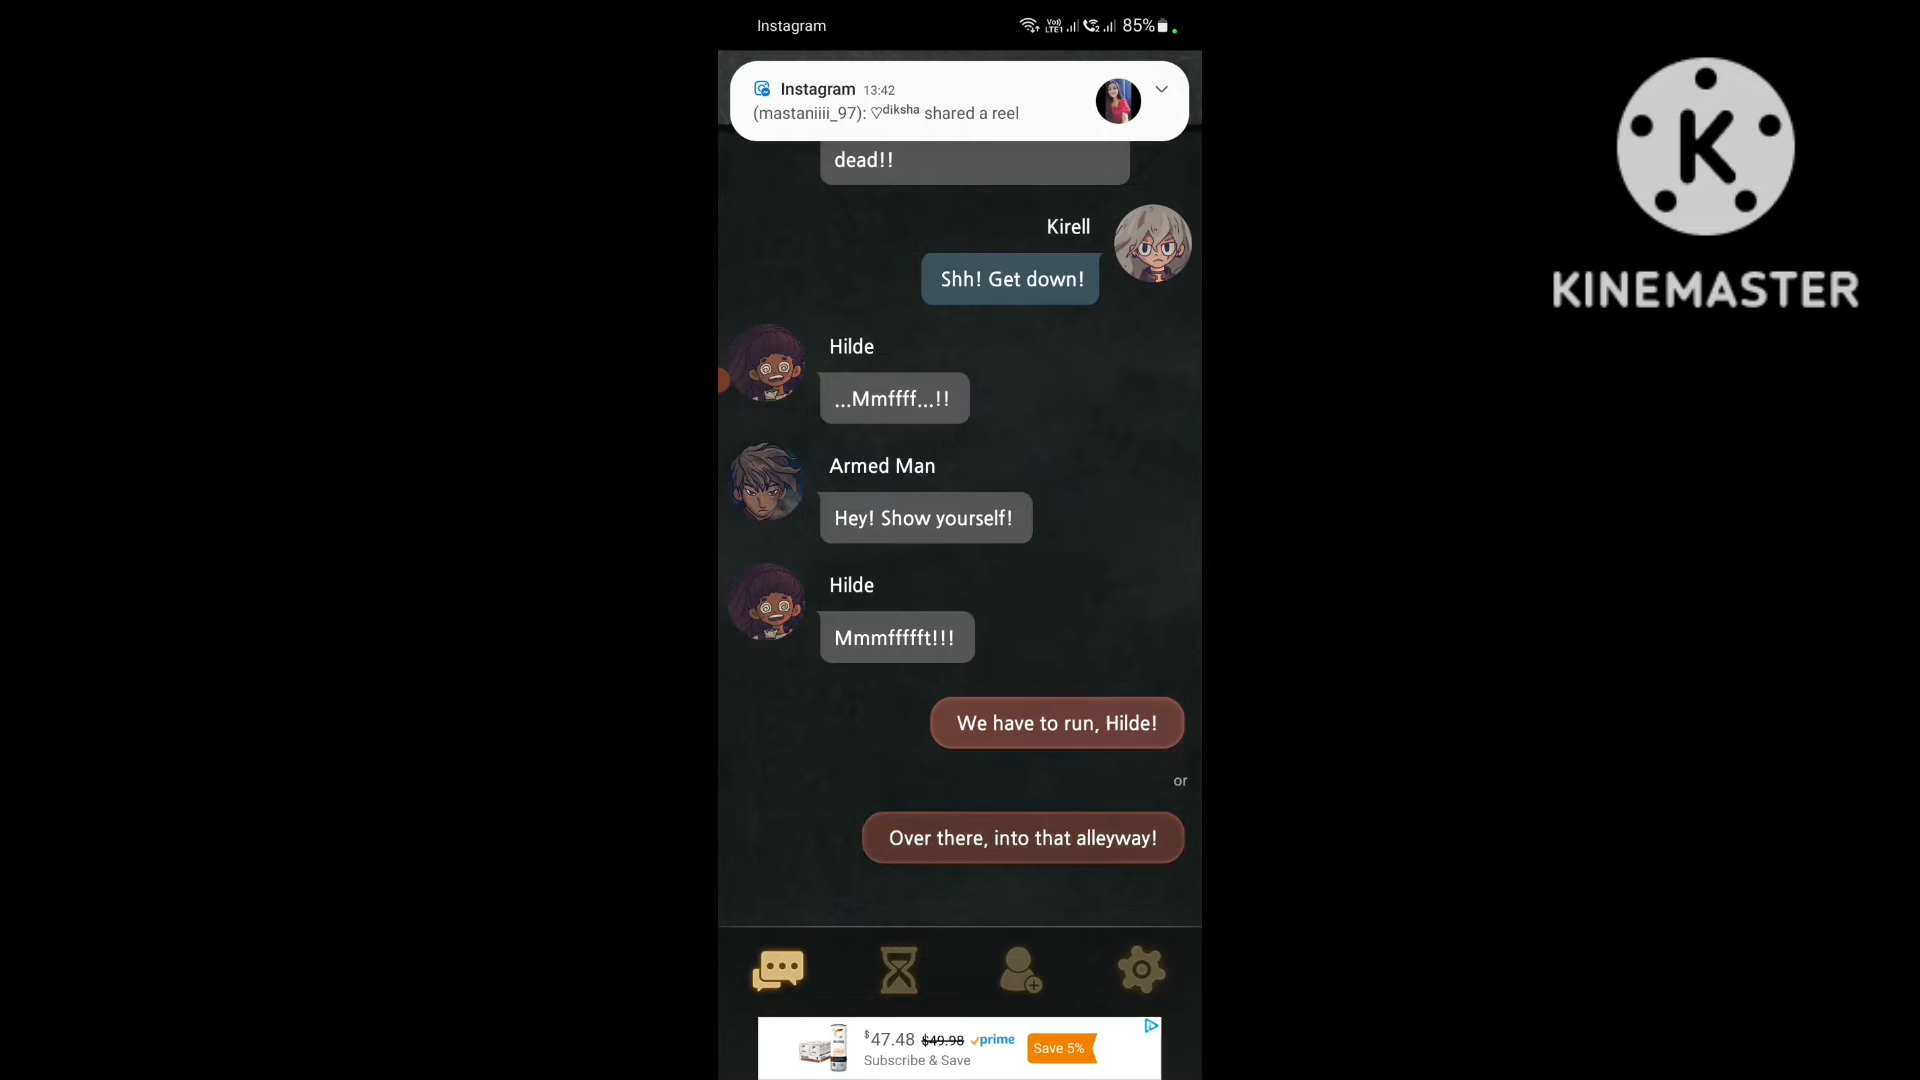 Instagram
85%
Instagram 13:42
(mastaniiii_97): ♡diksha shared a reel
dead!!
Kirell
Shh! Get down!
Hilde
...Mmffff...!!
Armed Man
Hey! Show yourself!
Hilde
Mmmffffft!!!
We have to run, Hilde!
or
Over there, into that alleyway!
$47.48 $49.98 prime
Subscribe & Save
Save 5%
K
KINEMASTER